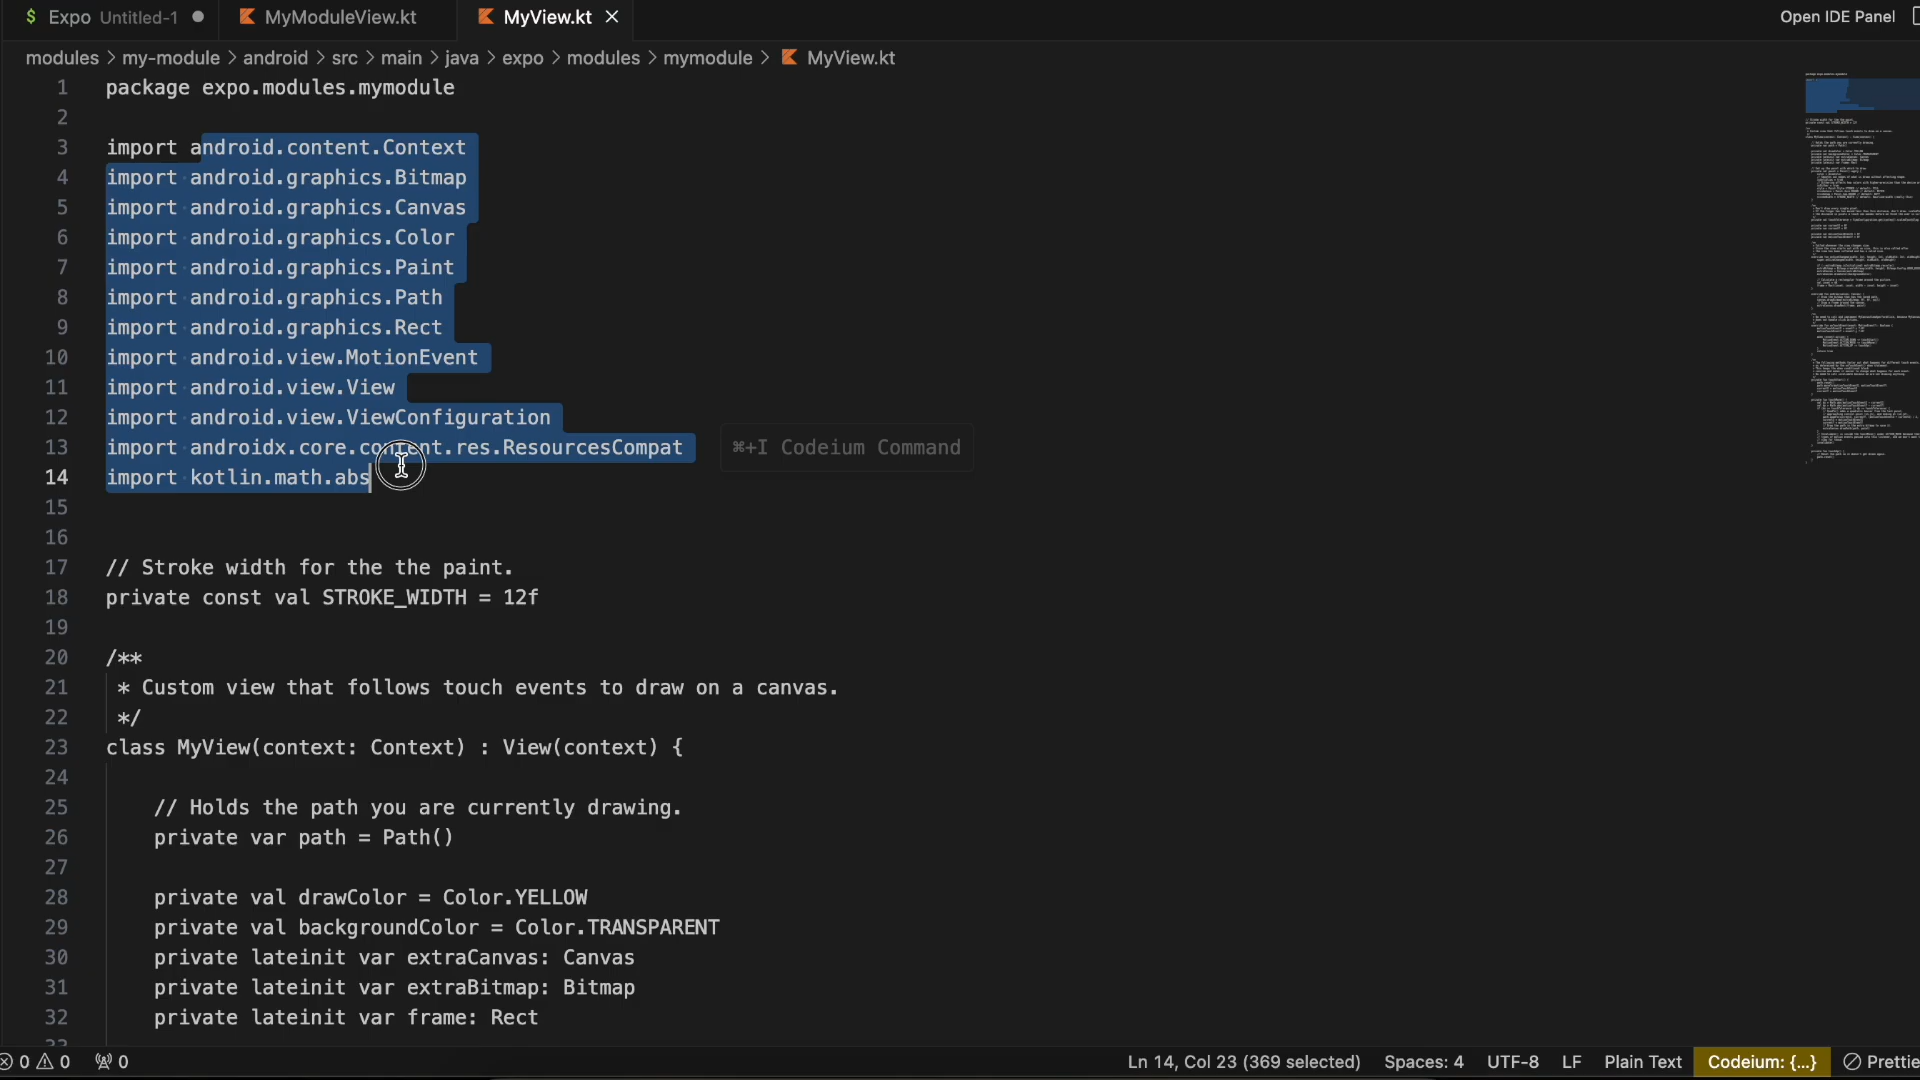 $ Expo Untitled-1
MyModuleView.kt
MyView.kt
Open IDE Panel
modules > my-module > android > src > main > java > expo > modules > mymodule > MyView.kt
1 package expo.modules.mymodule
2
3 import android.content.Context
4 import android.graphics.Bitmap
5 import android.graphics.Canvas
6 import android.graphics.Color
7 import android.graphics.Paint
8 import android.graphics.Path
9 import android.graphics.Rect
10 import android.view.MotionEvent
11 import android.view.View
12 import android.view.ViewConfiguration
13 import androidx.core.content.res.ResourcesCompat ⌘+I Codeium Command
14 import kotlin.math.abs
15
16
17 // Stroke width for the the paint.
18 private const val STROKE_WIDTH = 12f
19
20 /**
21 * Custom view that follows touch events to draw on a canvas.
22 */
23 class MyView(context: Context) : View(context) {
24
25 // Holds the path you are currently drawing.
26 private var path = Path()
27
28 private val drawColor = Color.YELLOW
29 private val backgroundColor = Color.TRANSPARENT
30 private lateinit var extraCanvas: Canvas
31 private lateinit var extraBitmap: Bitmap
32 private lateinit var frame: Rect
0 0 0 Ln 14, Col 23 (369 selected) Spaces: 4 UTF-8 LF Plain Text Codeium: {...} Prettie